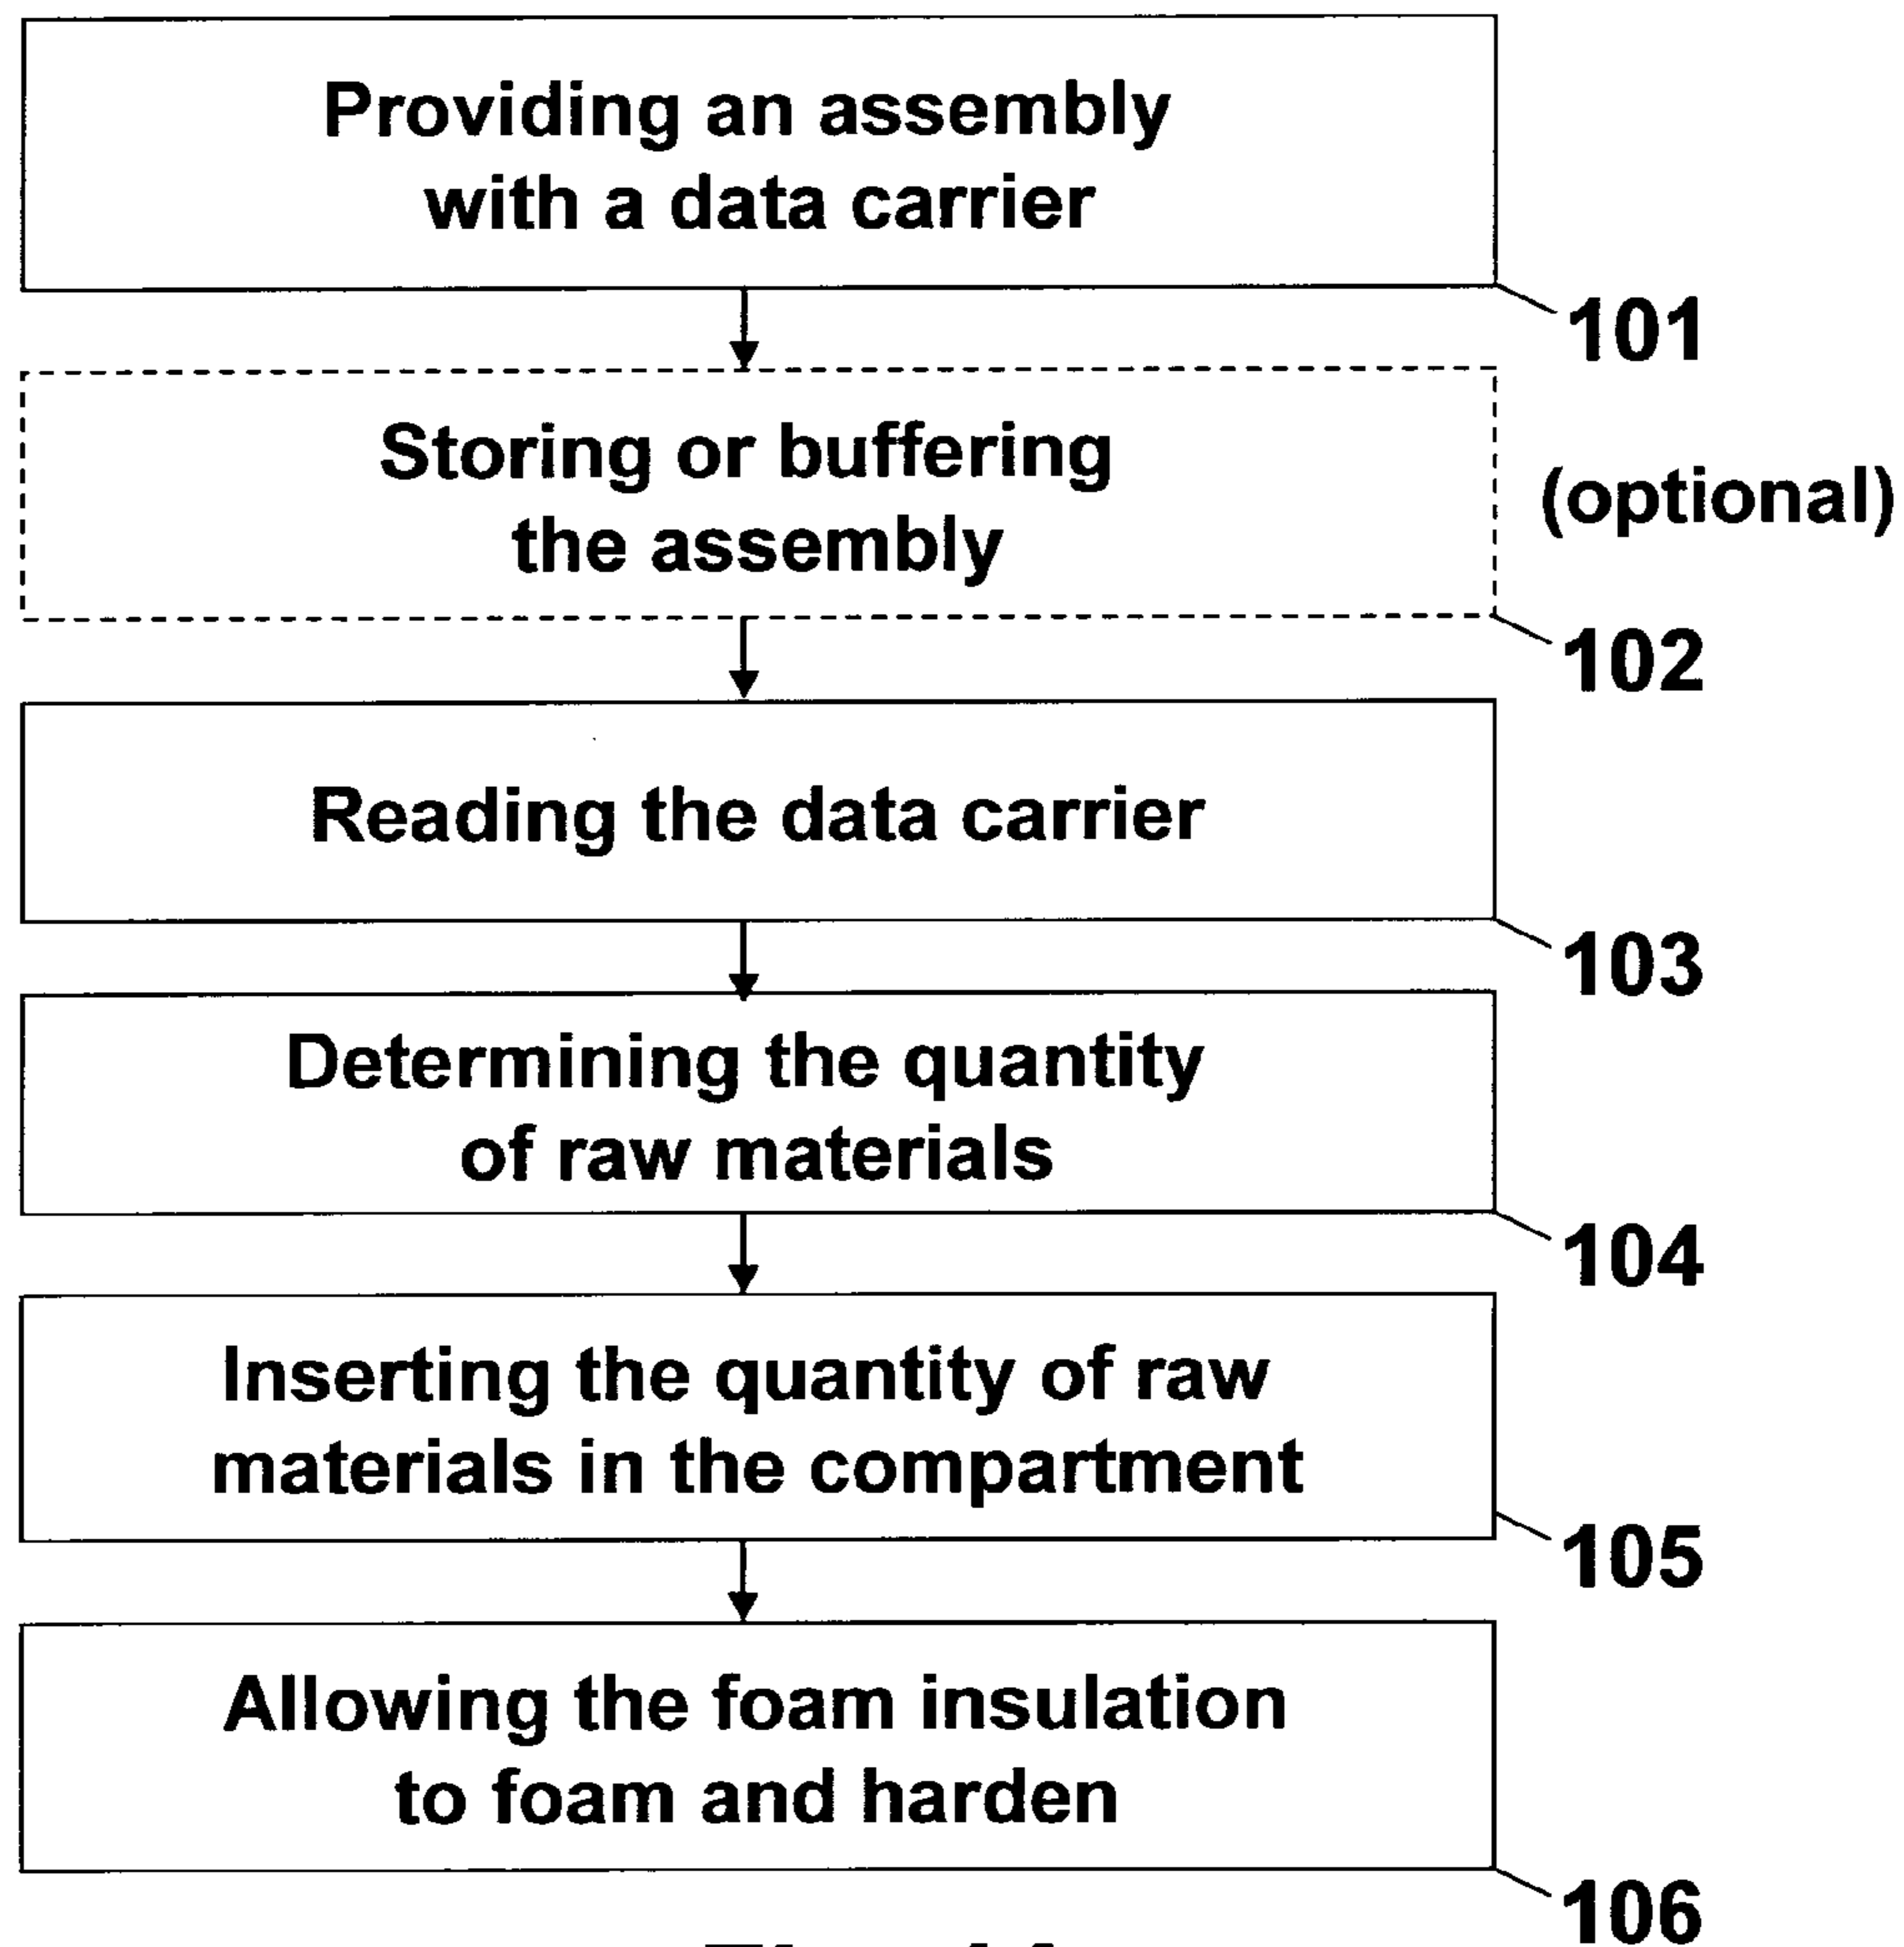 Providing an assembly
with a data carrier
101
Storing or buffering
the assembly
(optional)
102
Reading the data carrier
103
Determining the quantity
of raw materials
104
Inserting the quantity of raw
materials in the compartment
105
Allowing the foam insulation
to foam and harden
106